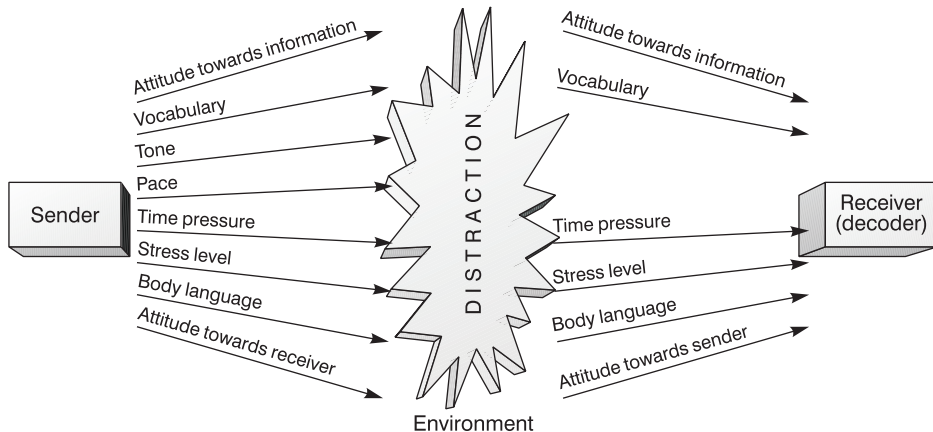 Sender
Attitude towards information
Vocabulary
Tone
Pace
Time pressure
Stress level
Body language
Attitude towards receiver
DISTRACTION
Environment
Attitude towards information
Vocabulary
Time pressure
Stress level
Body language
Attitude towards sender
Receiver
(decoder)